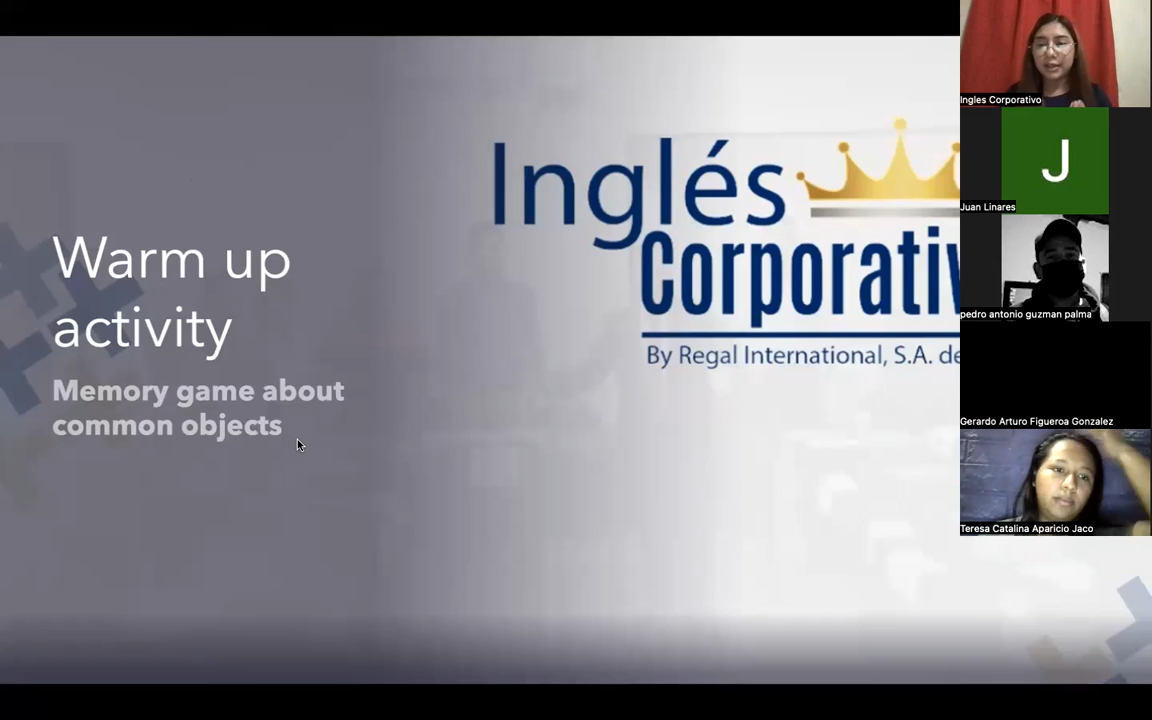 Warm up
activity
Memory game about
common objects
Inglés
Corporativ
By Regal International, S.A. de
Ingles Corporativo
J
Juan Linares
pedro antonio guzman palma
Gerardo Arturo Figueroa Gonzalez
Teresa Catalina Aparicio Jaco